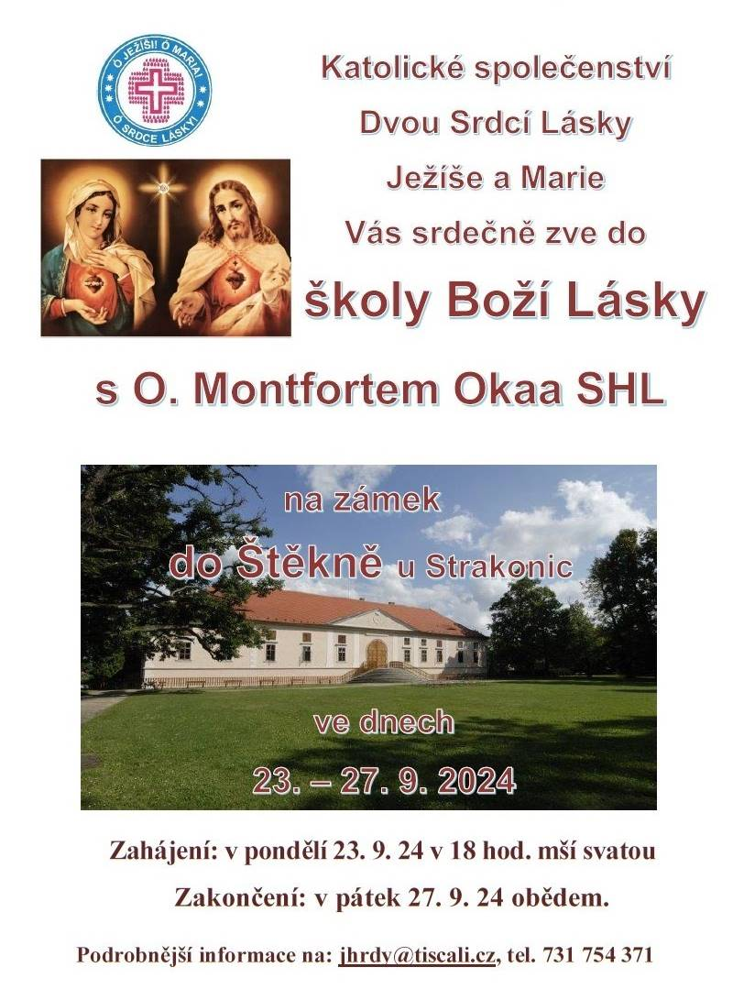 Ó JEŽÍŠI! Ó MARIA!
Ó SRDCE LÁSKY!
Katolické společenství
Dvou Srdcí Lásky
Ježíše a Marie
Vás srdečně zve do
školy Boží Lásky
s O. Montfortem Okaa SHL
na zámek
do Štěkně u Strakonic
ve dnech
23. – 27. 9. 2024
Zahájení: v pondělí 23. 9. 24 v 18 hod. mší svatou
Zakončení: v pátek 27. 9. 24 obědem.
Podrobnější informace na: jhrdy@tiscali.cz, tel. 731 754 371